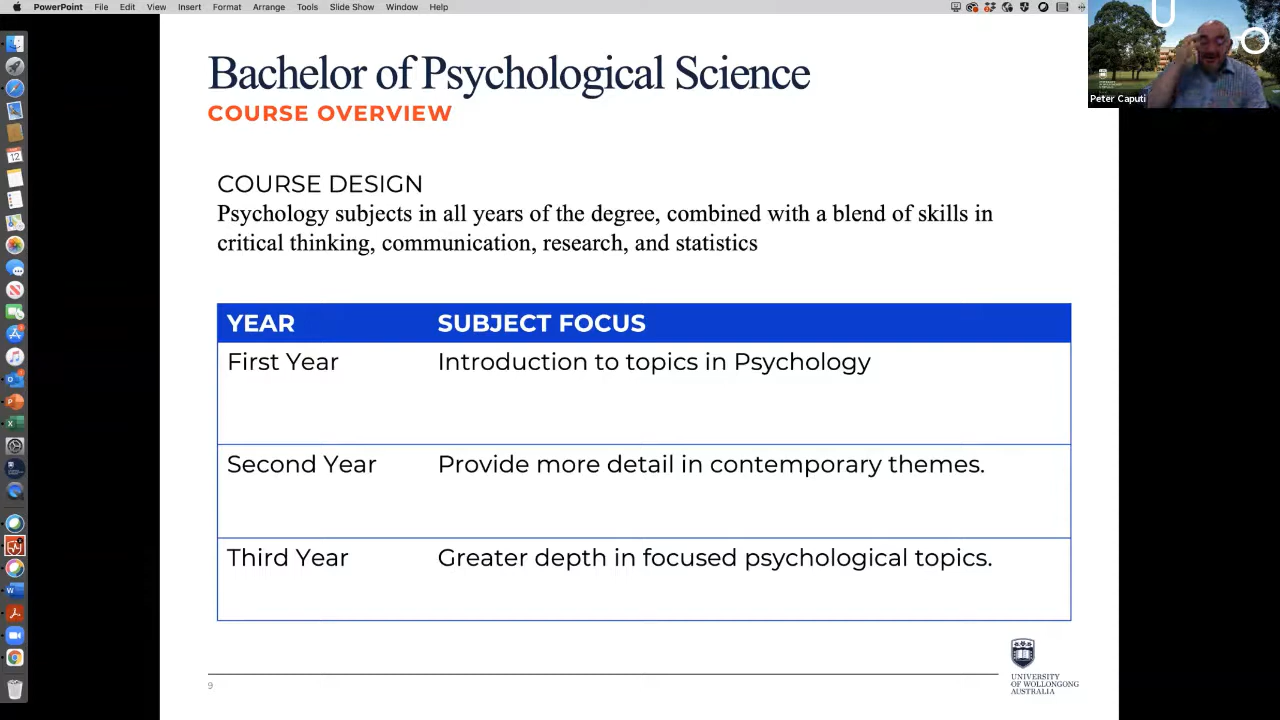 PowerPoint File Edit View Insert Format Arrange Tools Slide Show Window Help
Bachelor of Psychological Science
COURSE OVERVIEW
Peter Caputi
COURSE DESIGN
Psychology subjects in all years of the degree, combined with a blend of skills in
critical thinking, communication, research, and statistics
YEAR SUBJECT FOCUS
First Year Introduction to topics in Psychology
Second Year Provide more detail in contemporary themes.
Third Year Greater depth in focused psychological topics.
9
UNIVERSITY
OF WOLLONGONG
AUSTRALIA
12